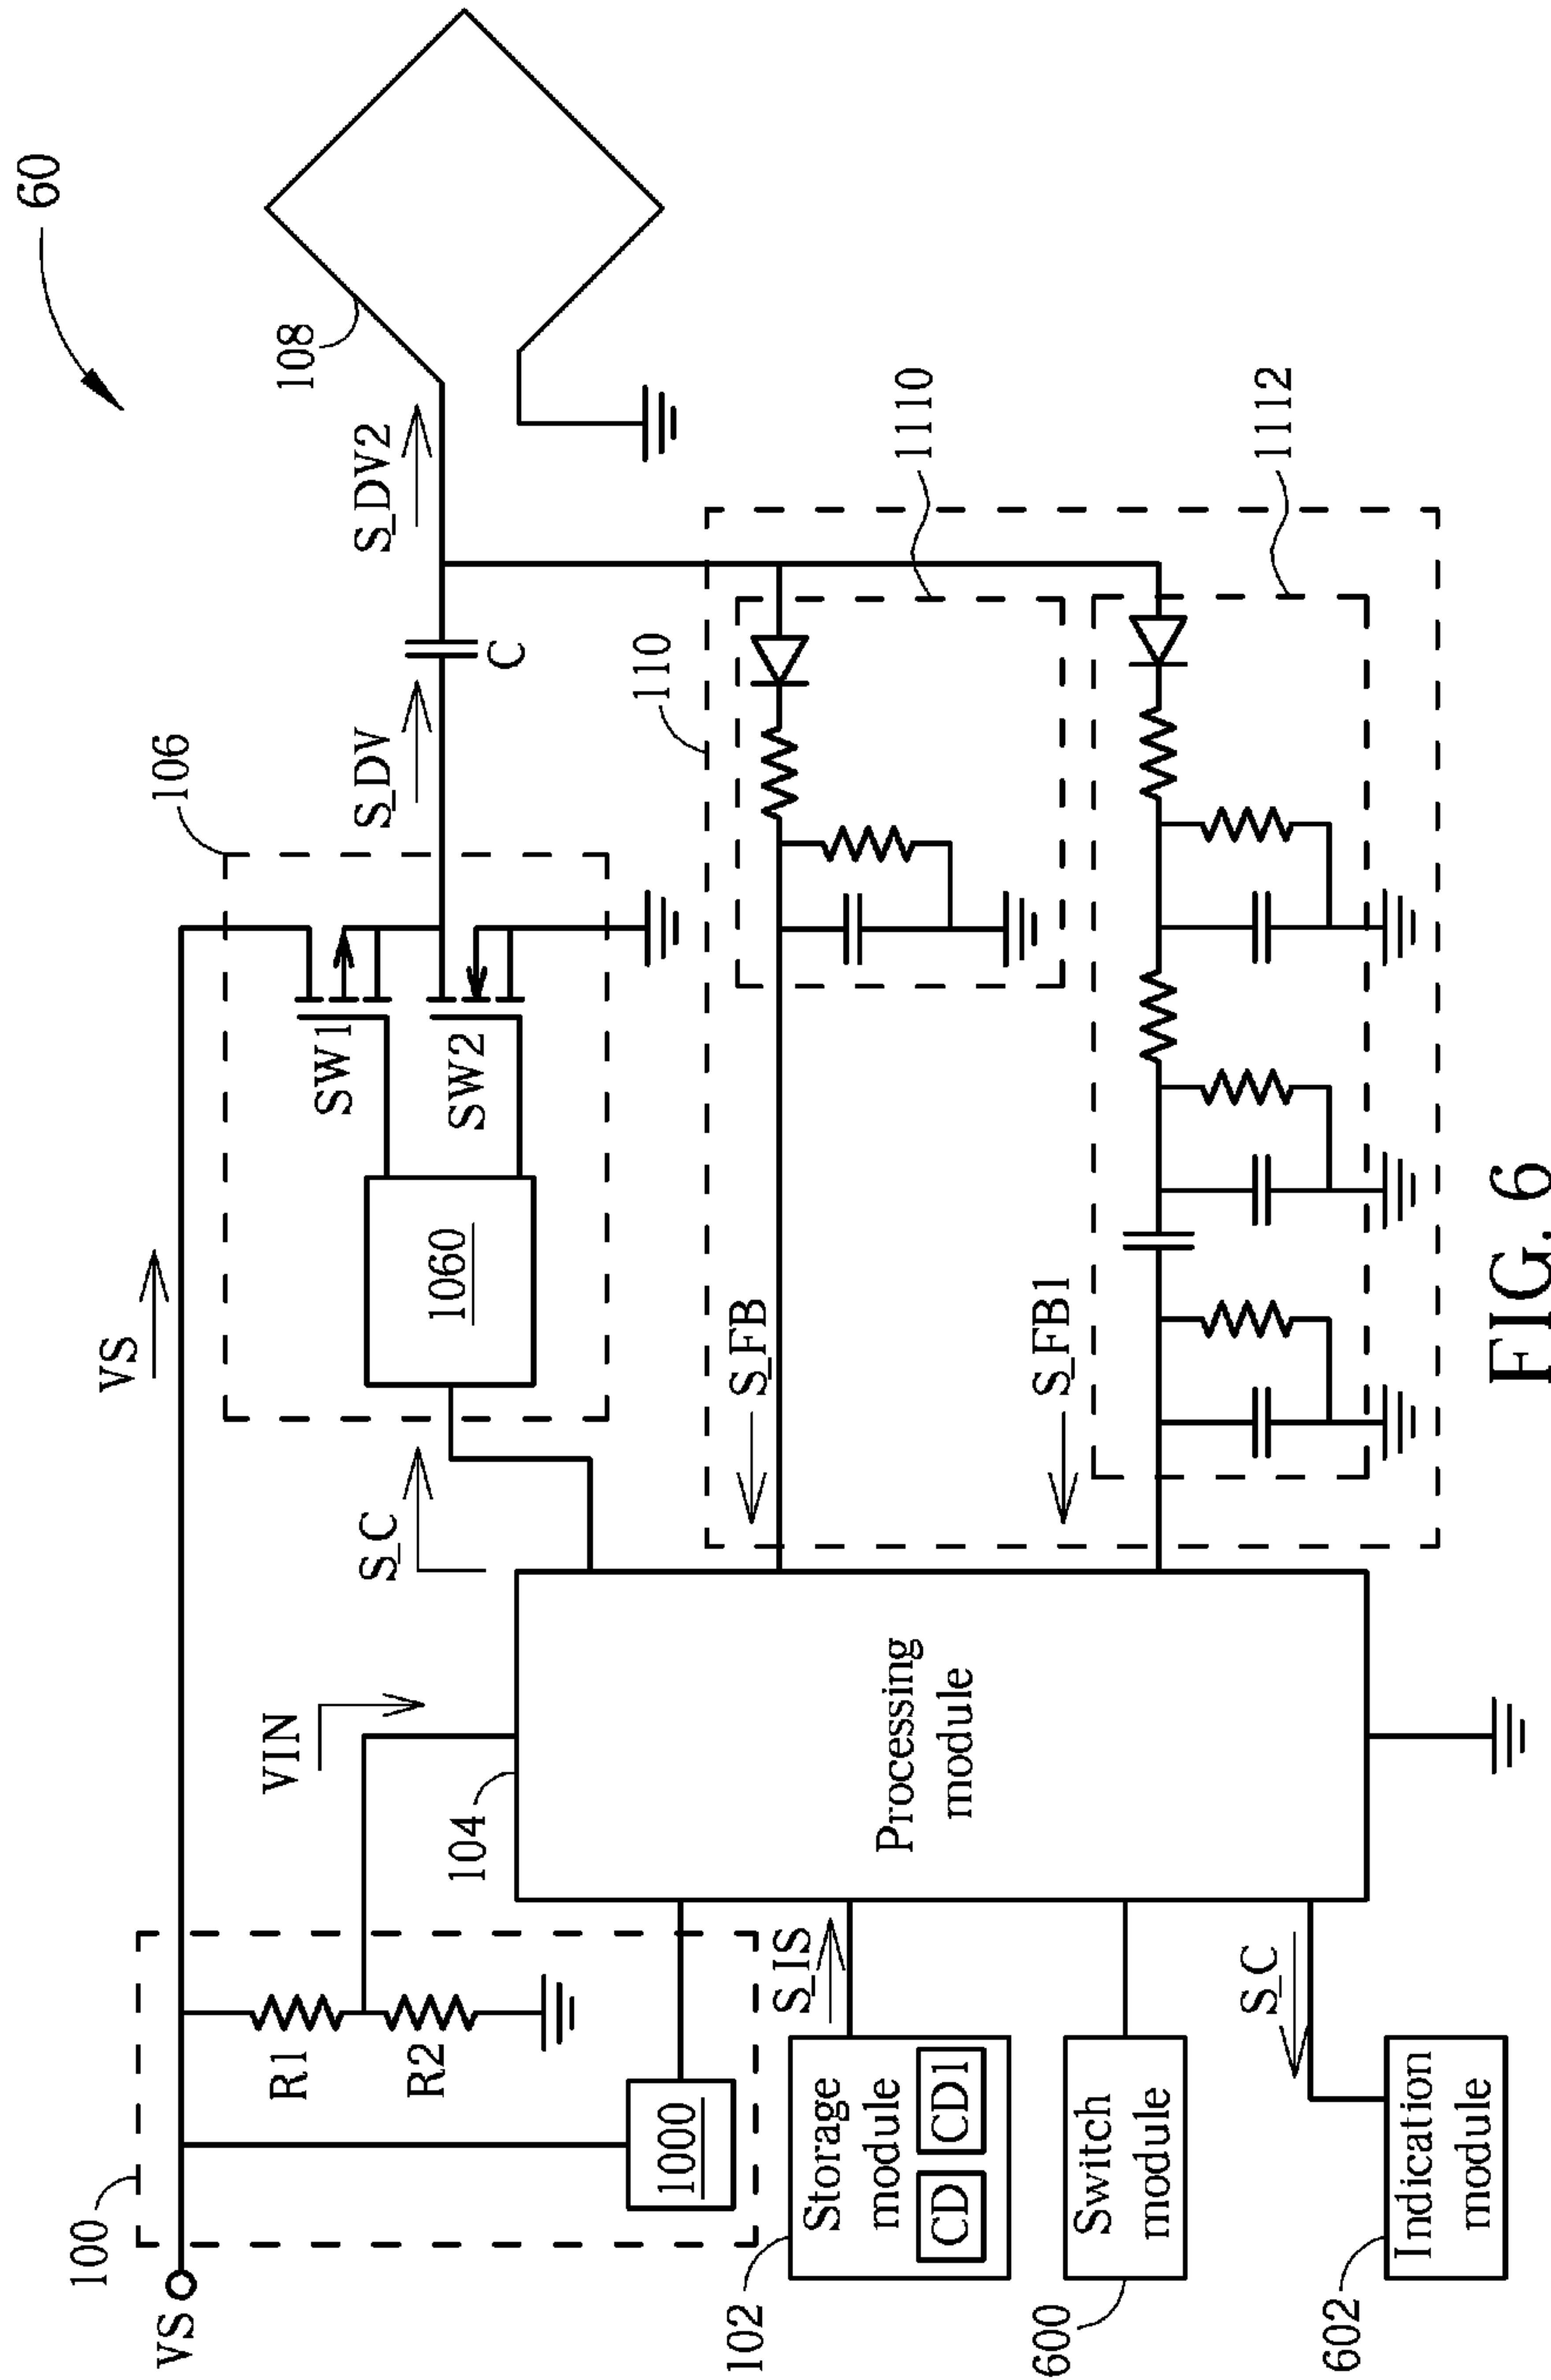 60
VS
100
VS
R1
R2
1000
VIN
104
S_C
106
1060
SW1
SW2
S_DV
C
S_DV2
108
102
Storage
module
CD
CD1
S_IS
600
Switch
module
602
Indication
module
S_C
Processing
module
S_FB
S_FB1
110
1110
1112
FIG. 6